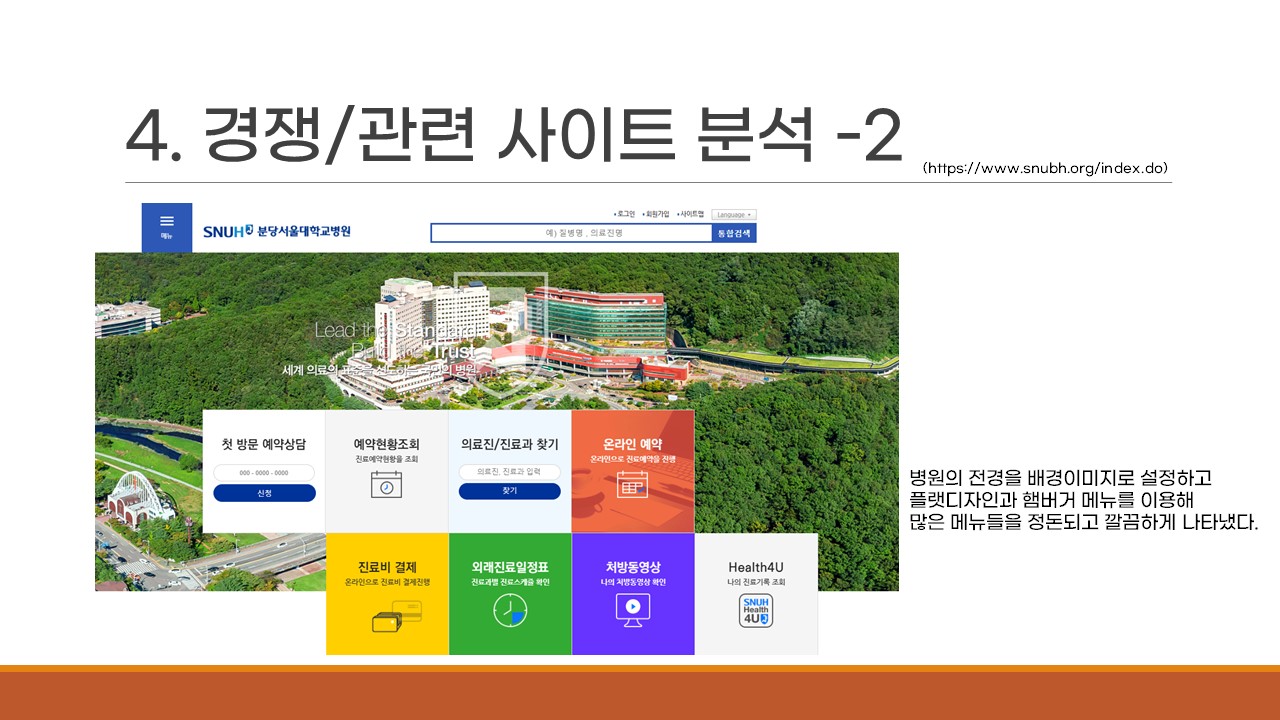 4. 경쟁/관련 사이트 분석 -2
(https://www.snubh.org/index.do)
메뉴
SNUH 분당서울대학교병원
로그인 회원가입 사이트맵 Language
예) 질병명 , 의료진명 통합검색
Lead the Standard
Trust
세계 의료의 표준을 선도하는 국민의 병원
첫 방문 예약상담
000 - 0000 - 0000
신청
예약현황조회
진료예약현황을 조회
의료진/진료과 찾기
의료진, 진료과 입력
찾기
온라인 예약
온라인으로 진료예약을 진행
진료비 결제
온라인으로 진료비 결제진행
외래진료일정표
진료과별 진료스케줄 확인
처방동영상
나의 처방동영상 확인
Health4U
나의 진료기록 조회
SNUH
Health
4U
병원의 전경을 배경이미지로 설정하고
플랫디자인과 햄버거 메뉴를 이용해
많은 메뉴들을 정돈되고 깔끔하게 나타냈다.